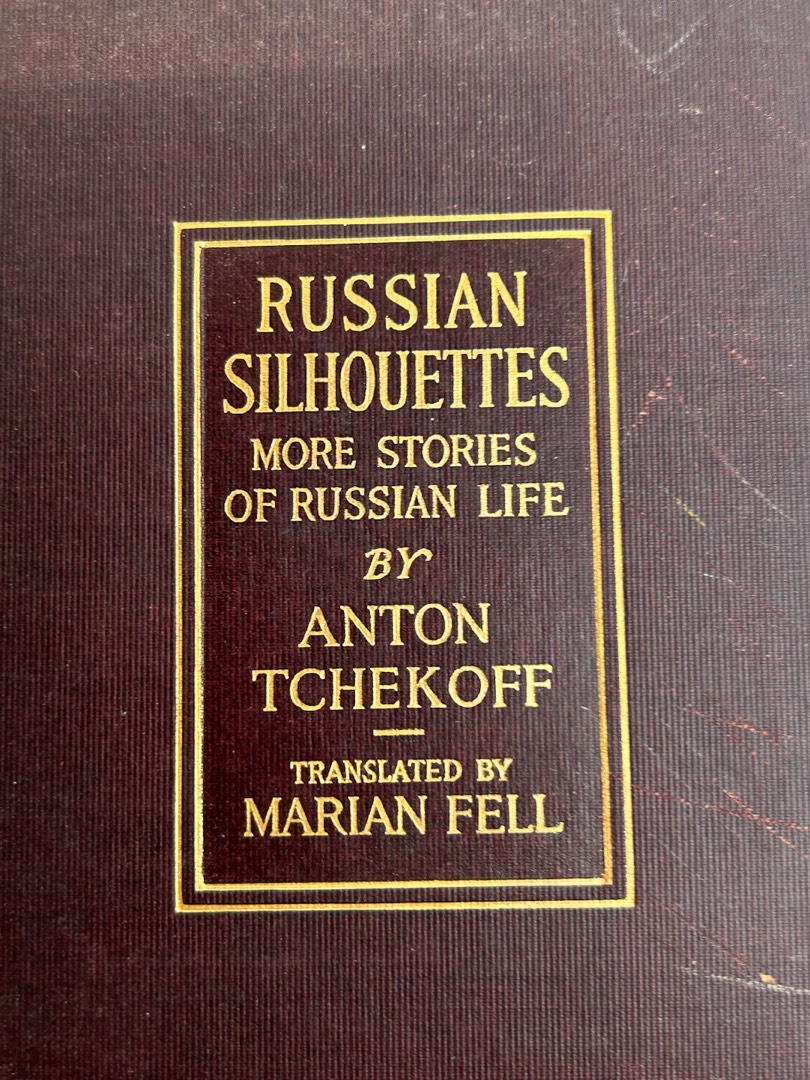 RUSSIAN
SILHOUETTES
MORE STORIES
OF RUSSIAN LIFE
BY
ANTON
TCHEKOFF
TRANSLATED BY
MARIAN FELL